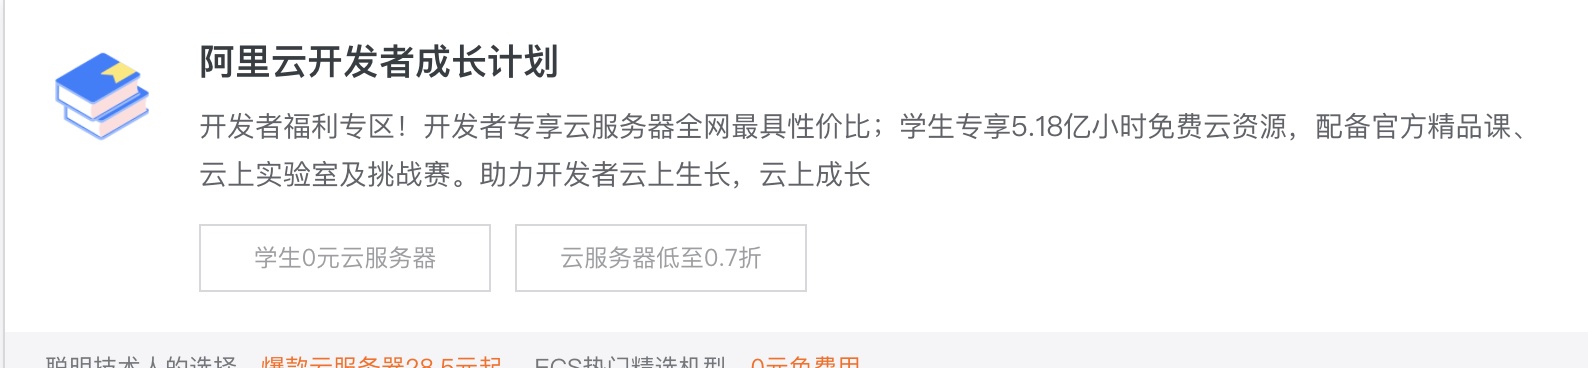 阿里云开发者成长计划
开发者福利专区！开发者专享云服务器全网最具性价比；学生专享5.18亿小时免费云资源，配备官方精品课、
云上实验室及挑战赛。助力开发者云上生长，云上成长
学生0元云服务器 云服务器低至0.7折
聪明技术人的选择 爆款云服务器28.5元起 ECS热门精选机型 0元免费用